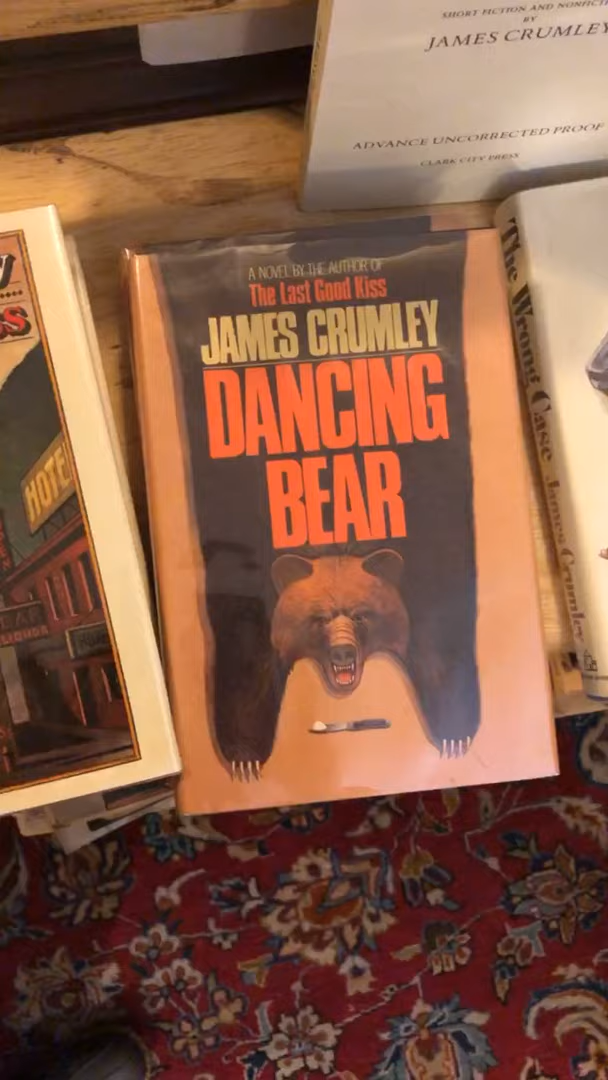 SHORT FICTION AND
BY
JAMES CRUMLEY
ADVANCE UNCORRECTED PROOF
CLARK CITY PRESS
A NOVEL BY THE AUTHOR OF
The Last Good Kiss
JAMES CRUMLEY
DANCING
BEAR
The Wrong Case James Crumley
HOTEL
LIQUOR